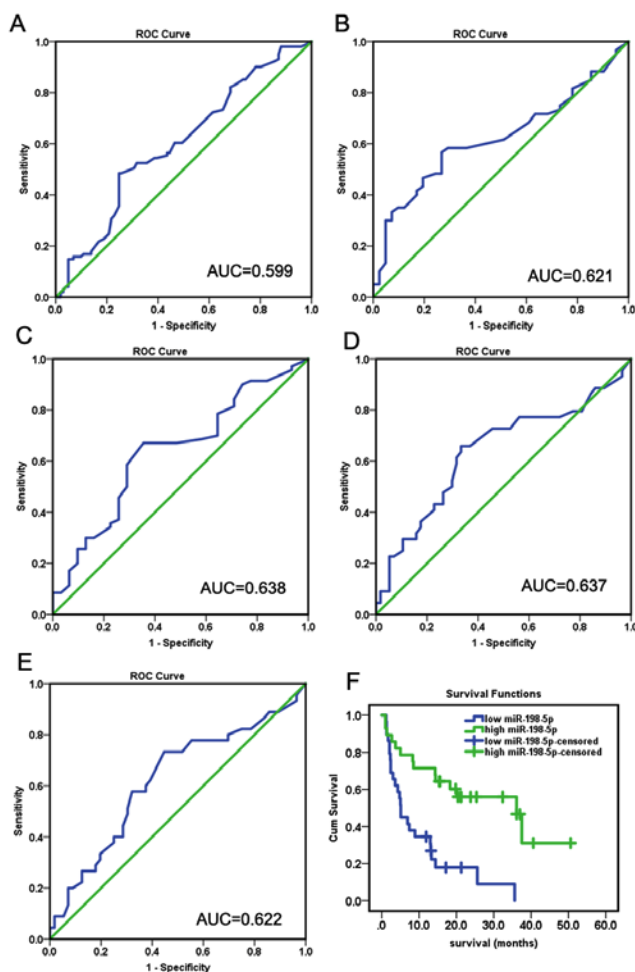 A
ROC Curve
1.0
0.8
0.6
0.4
0.2
0.0
Sensitivity
AUC=0.599
0.0 0.2 0.4 0.6 0.8 1.0
1 - Specificity
B
ROC Curve
1.0
0.8
0.6
0.4
0.2
0.0
Sensitivity
AUC=0.621
0.0 0.2 0.4 0.6 0.8 1.0
1 - Specificity
C
ROC Curve
1.0
0.8
0.6
0.4
0.2
0.0
Sensitivity
AUC=0.638
0.0 0.2 0.4 0.6 0.8 1.0
1 - Specificity
D
ROC Curve
1.0
0.8
0.6
0.4
0.2
0.0
Sensitivity
AUC=0.637
0.0 0.2 0.4 0.6 0.8 1.0
1 - Specificity
E
ROC Curve
1.0
0.8
0.6
0.4
0.2
0.0
Sensitivity
AUC=0.622
0.0 0.2 0.4 0.6 0.8 1.0
1 - Specificity
F
Survival Functions
low miR-198-5p
high miR-198-5p
low miR-198-5p-censored
high miR-198-5p-censored
1.0
0.8
0.6
0.4
0.2
0.0
Cum Survival
.0 10.0 20.0 30.0 40.0 50.0 60.0
survival (months)